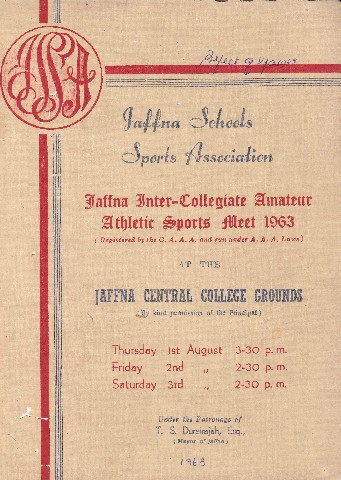 JSSA
Jaffna Schools
Sports Association
Jaffna Inter-Collegiate Amateur
Athletic Sports Meet 1963
( Registered by the C. A. A. A. and run under A. A. A. Laws )
AT THE
JAFFNA CENTRAL COLLEGE GROUNDS
( By kind permission of the Principal )
Thursday 1st August 3-30 p. m.
Friday 2nd „ 2-30 p. m.
Saturday 3rd „ 2-30 p. m.
Under the Patronage of
T. S. Durairajah, Esq.,
( Mayor of Jaffna )
1963